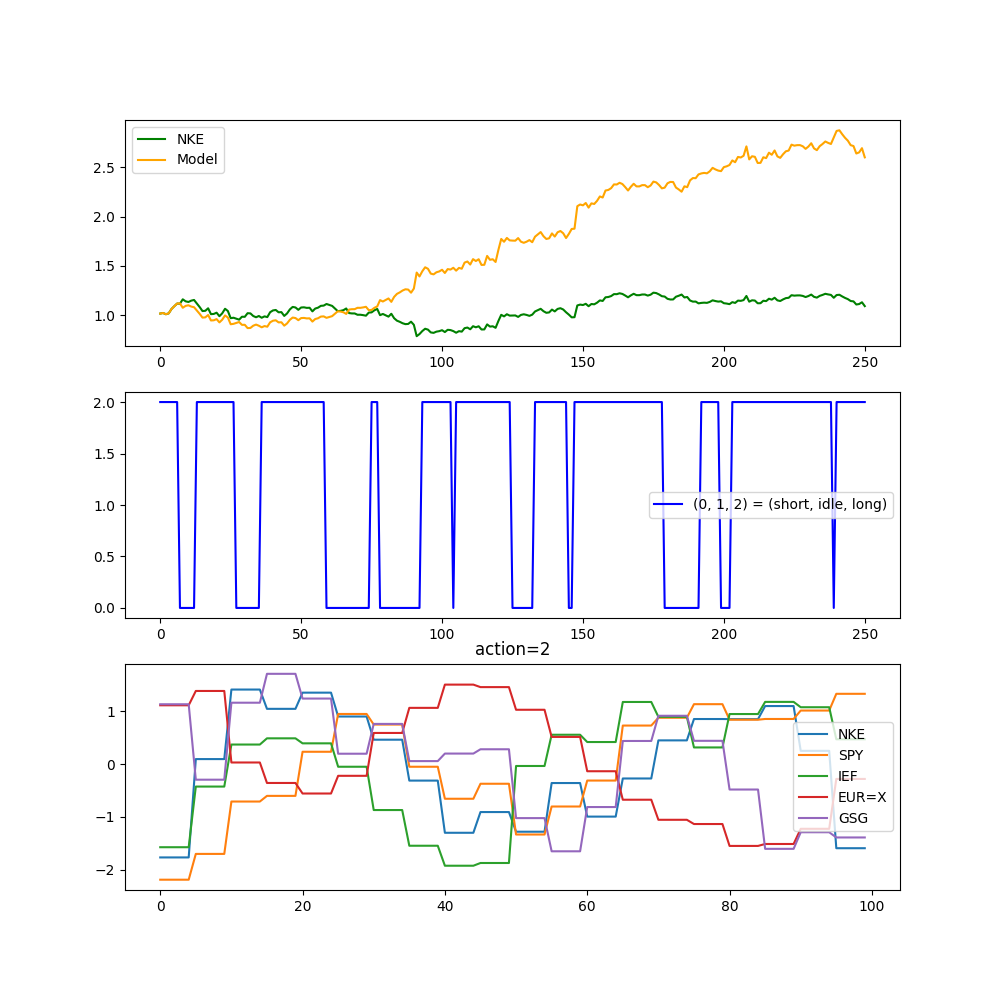 NKE
Model
2.5
2.0
1.5
1.0
0 50 100 150 200 250
2.0
1.5
1.0
0.5
0.0
(0, 1, 2) = (short, idle, long)
0 50 100 150 200 250
action=2
1
0
−1
−2
NKE
SPY
IEF
EUR=X
GSG
0 20 40 60 80 100